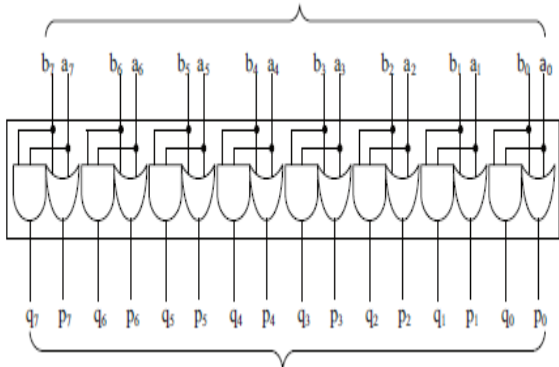 b₇ a₇ b₆ a₆ b₅ a₅ b₄ a₄ b₃ a₃ b₂ a₂ b₁ a₁ b₀ a₀
q₇ p₇ q₆ p₆ q₅ p₅ q₄ p₄ q₃ p₃ q₂ p₂ q₁ p₁ q₀ p₀